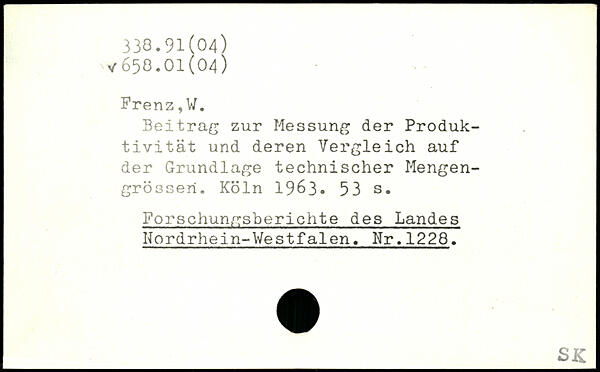 338.91(04)
✓658.01(04)
Frenz,W.
Beitrag zur Messung der Produk-
tivität und deren Vergleich auf
der Grundlage technischer Mengen-
grössen. Köln 1963. 53 s.
Forschungsberichte des Landes
Nordrhein-Westfalen. Nr.1228.
SK